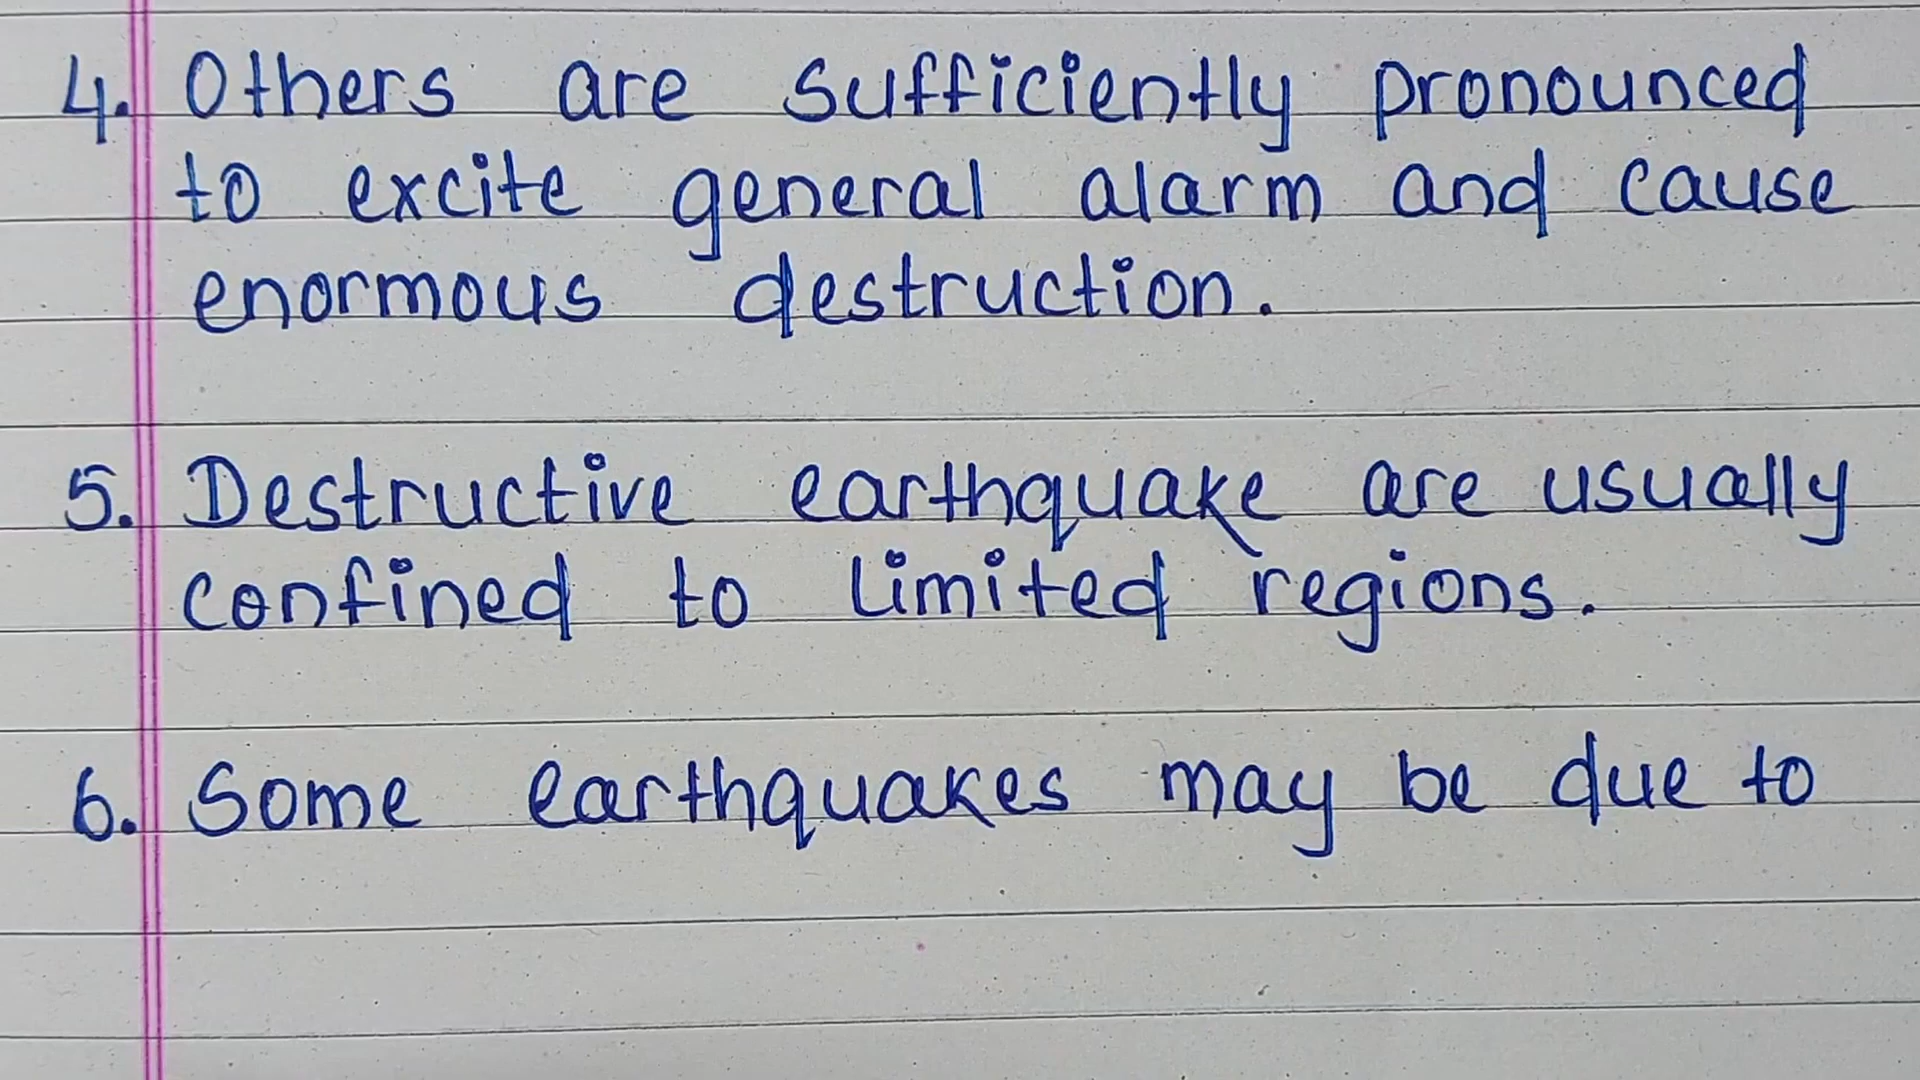 4. Others are sufficiently pronounced
to excite general alarm and cause
enormous destruction.
5. Destructive earthquake are usually
confined to limited regions.
6. Some earthquakes may be due to